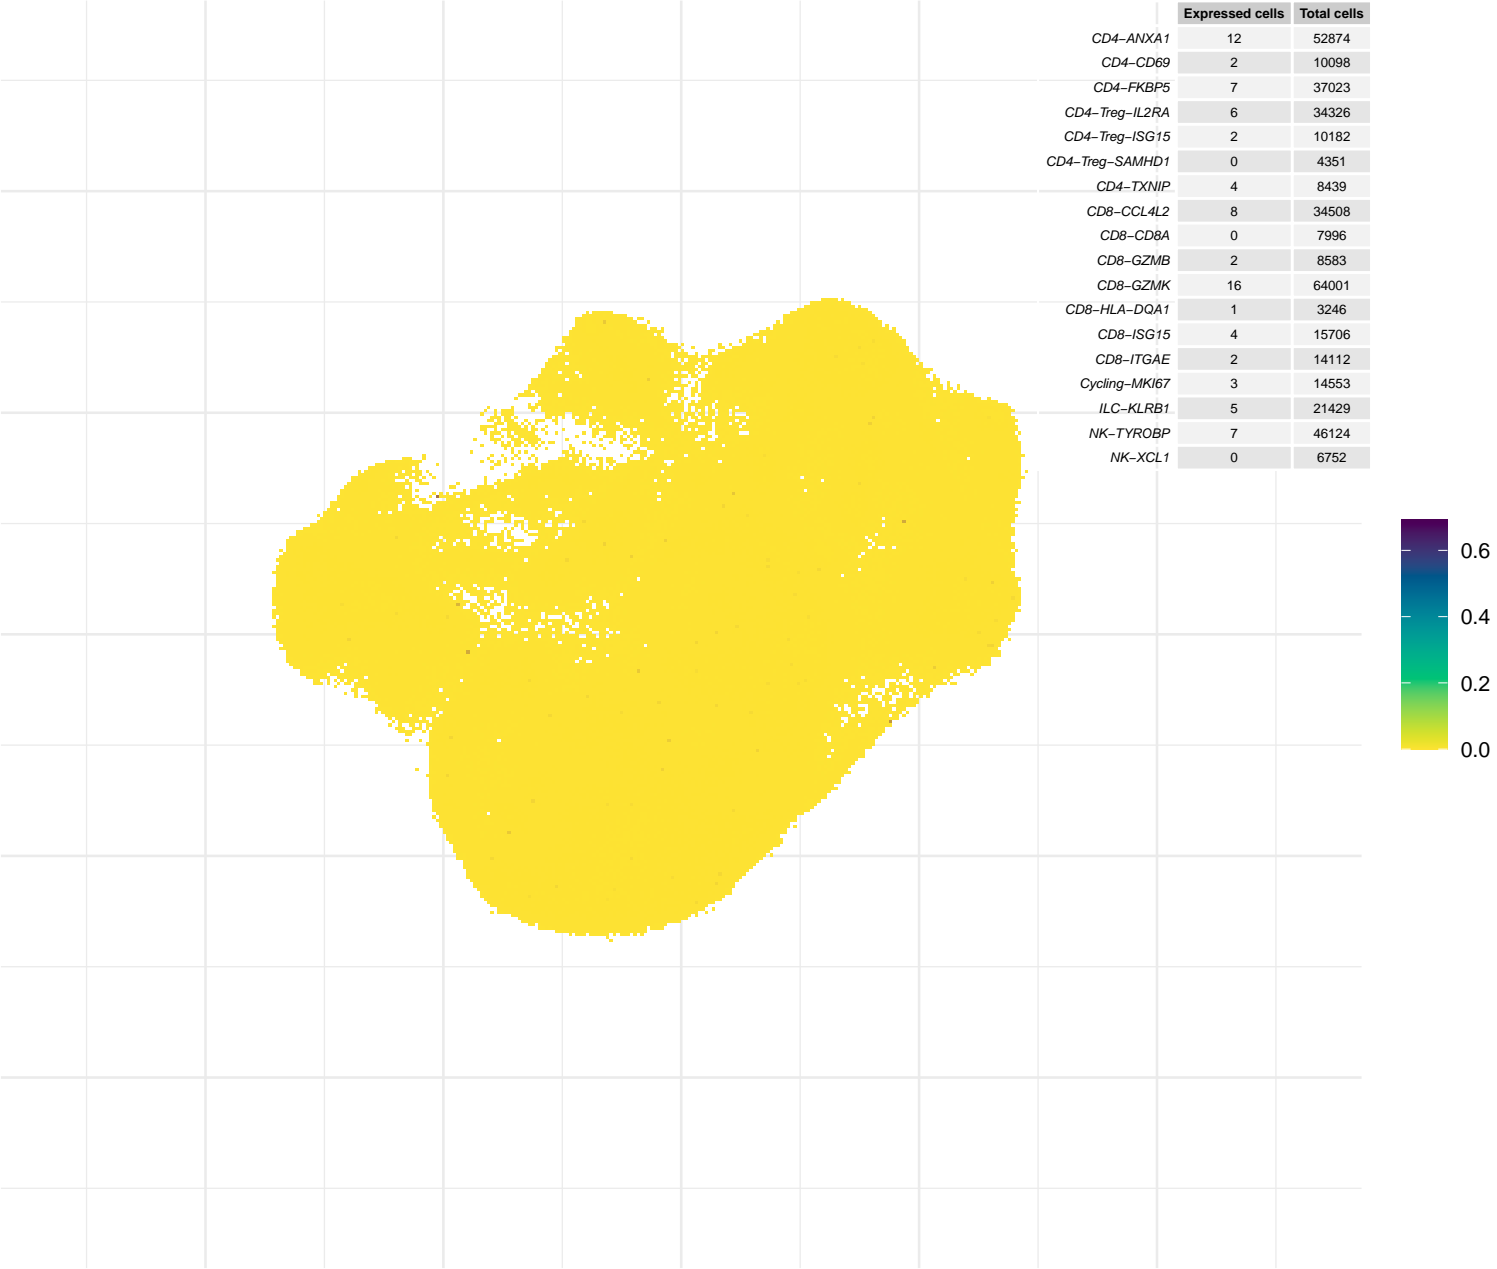 Expressed cells Total cells
CD4−ANXA1 12 52874
CD4−CD69 2 10098
CD4−FKBP5 7 37023
CD4−Treg−IL2RA 6 34326
CD4−Treg−ISG15 2 10182
CD4−Treg−SAMHD1 0 4351
CD4−TXNIP 4 8439
CD8−CCL4L2 8 34508
CD8−CD8A 0 7996
CD8−GZMB 2 8583
CD8−GZMK 16 64001
CD8−HLA−DQA1 1 3246
CD8−ISG15 4 15706
CD8−ITGAE 2 14112
Cycling−MKI67 3 14553
ILC−KLRB1 5 21429
NK−TYROBP 7 46124
NK−XCL1 0 6752
0.6
0.4
0.2
0.0